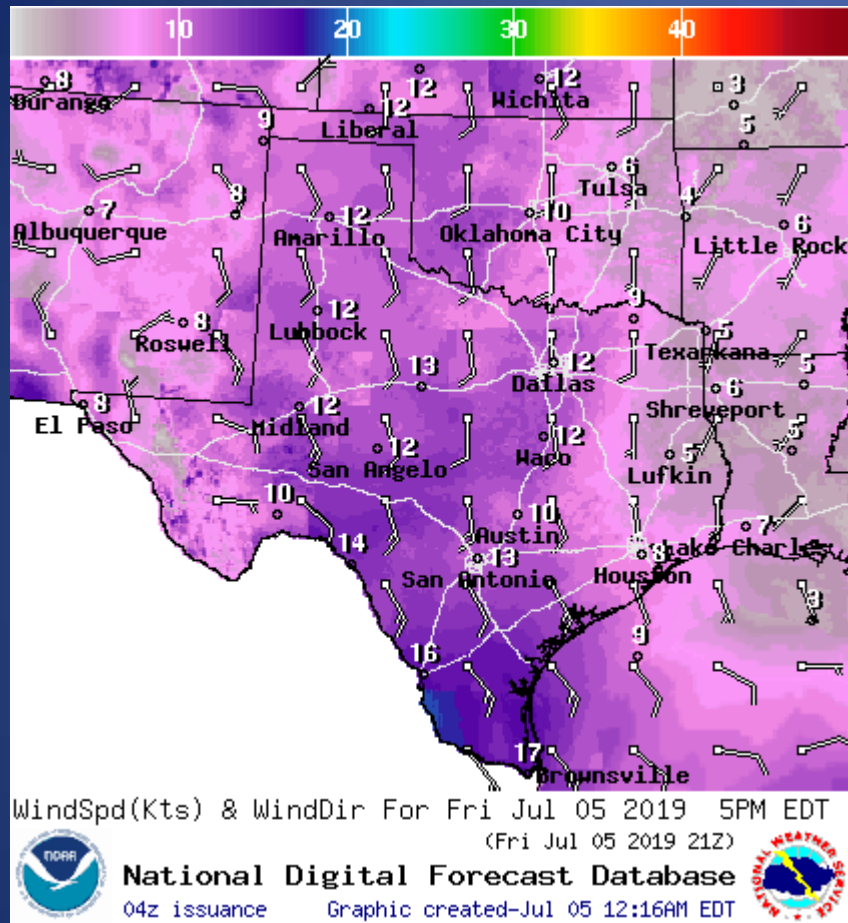 10 20 30 40
8 12 12 3
Durango Wichita
12
Liberal
9 5
8 6
Tulsa
7 12 10 4 6
Albuquerque Amarillo Oklahoma City Little Rock
8 12 9
Roswell Lubbock 5
Texarkana
13 12 5
Dallas
8 12 6
El Paso Midland Shreveport
12 12 5
San Angelo Waco Lufkin 5
10 10 7
Austin Lake Charles
14 13 8
San Antonio Houston
3
16 9
17
Brownsville
WindSpd(Kts) & WindDir For Fri Jul 05 2019 5PM EDT
(Fri Jul 05 2019 21Z)
NOAA
National Digital Forecast Database
04z issuance Graphic created-Jul 05 12:16AM EDT
NATIONAL WEATHER SERVICE